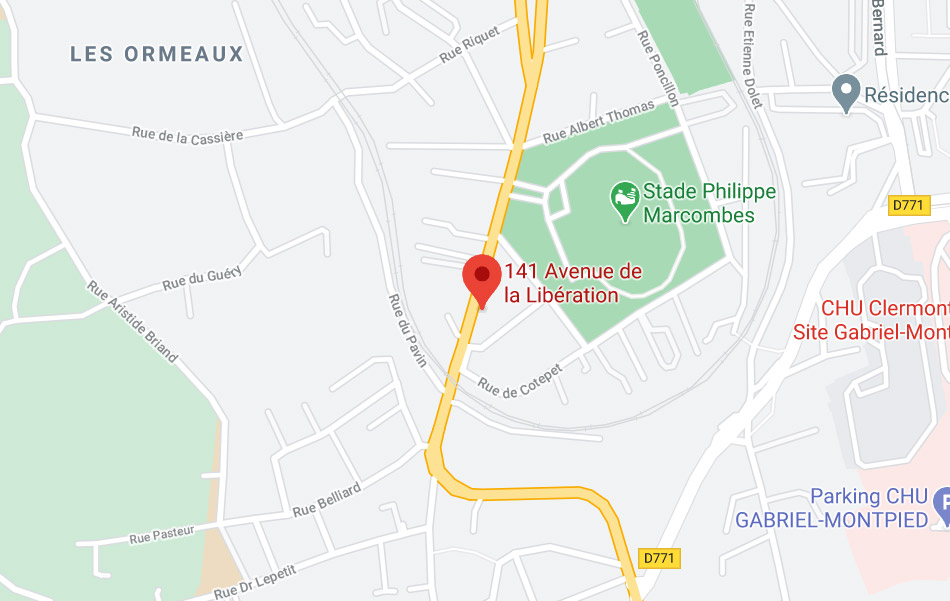 LES ORMEAUX
Rue Riquet
Rue Poncillon
Rue Etienne Dolet
Bernard
Résidenc
Rue Albert Thomas
Rue de la Cassière
Stade Philippe
Marcombes
D771
141 Avenue de
la Libération
Rue du Guéry
Rue Aristide Briand
Rue du Pavin
CHU Clermont
Site Gabriel-Mont
Rue de Cotepet
Rue Belliard
Parking CHU
GABRIEL-MONTPIED
P
Rue Pasteur
D771
Rue Dr Lepetit